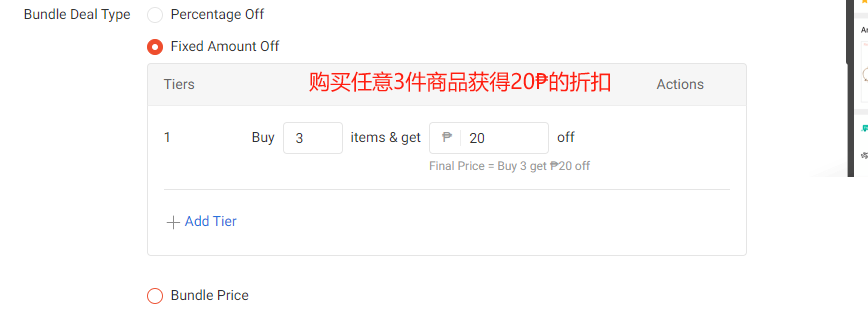 Bundle Deal Type
Percentage Off
Fixed Amount Off
Tiers
购买任意3件商品获得20₱的折扣
Actions
1 Buy 3 items & get ₱ 20 off
Final Price = Buy 3 get ₱20 off
Add Tier
Bundle Price